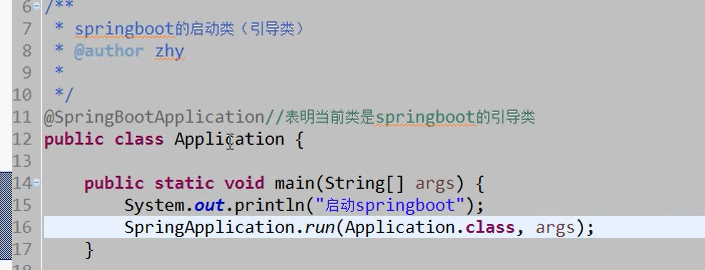 6 /**
7 * springboot的启动类（引导类）
8 * @author zhy
9 *
10 */
11 @SpringBootApplication//表明当前类是springboot的引导类
12 public class Application {
13
14 public static void main(String[] args) {
15 System.out.println("启动springboot");
16 SpringApplication.run(Application.class, args);
17 }